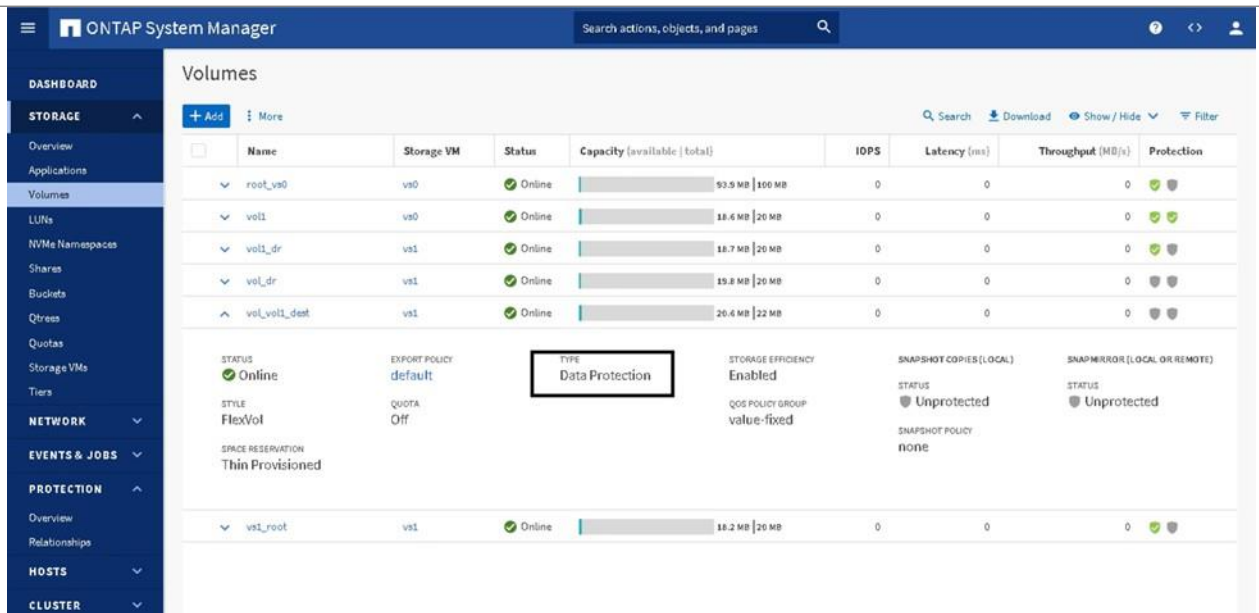 ONTAP System Manager
Search actions, objects, and pages
DASHBOARD
STORAGE
Overview
Applications
Volumes
LUNs
NVMe Namespaces
Shares
Buckets
Qtrees
Quotas
Storage VMs
Tiers
NETWORK
EVENTS & JOBS
PROTECTION
Overview
Relationships
HOSTS
CLUSTER
Volumes
+ Add More Search Download Show / Hide Filter
Name Storage VM Status Capacity (available | total) IOPS Latency (ms) Throughput (MB/s) Protection
root_vs0 vs0 Online 93.9 MB 100 MB 0 0 0
vol1 vs0 Online 18.6 MB 20 MB 0 0 0
vol1_dr vs1 Online 18.7 MB 20 MB 0 0 0
vol_dr vs1 Online 19.8 MB 20 MB 0 0 0
vol_vol1_dest vs1 Online 20.4 MB 22 MB 0 0 0
STATUS
Online
STYLE
FlexVol
SPACE RESERVATION
Thin Provisioned
EXPORT POLICY
default
QUOTA
Off
TYPE
Data Protection
STORAGE EFFICIENCY
Enabled
QOS POLICY GROUP
value-fixed
SNAPSHOT COPIES (LOCAL)
STATUS
Unprotected
SNAPSHOT POLICY
none
SNAPMIRROR (LOCAL OR REMOTE)
STATUS
Unprotected
vs1_root vs1 Online 18.2 MB 20 MB 0 0 0